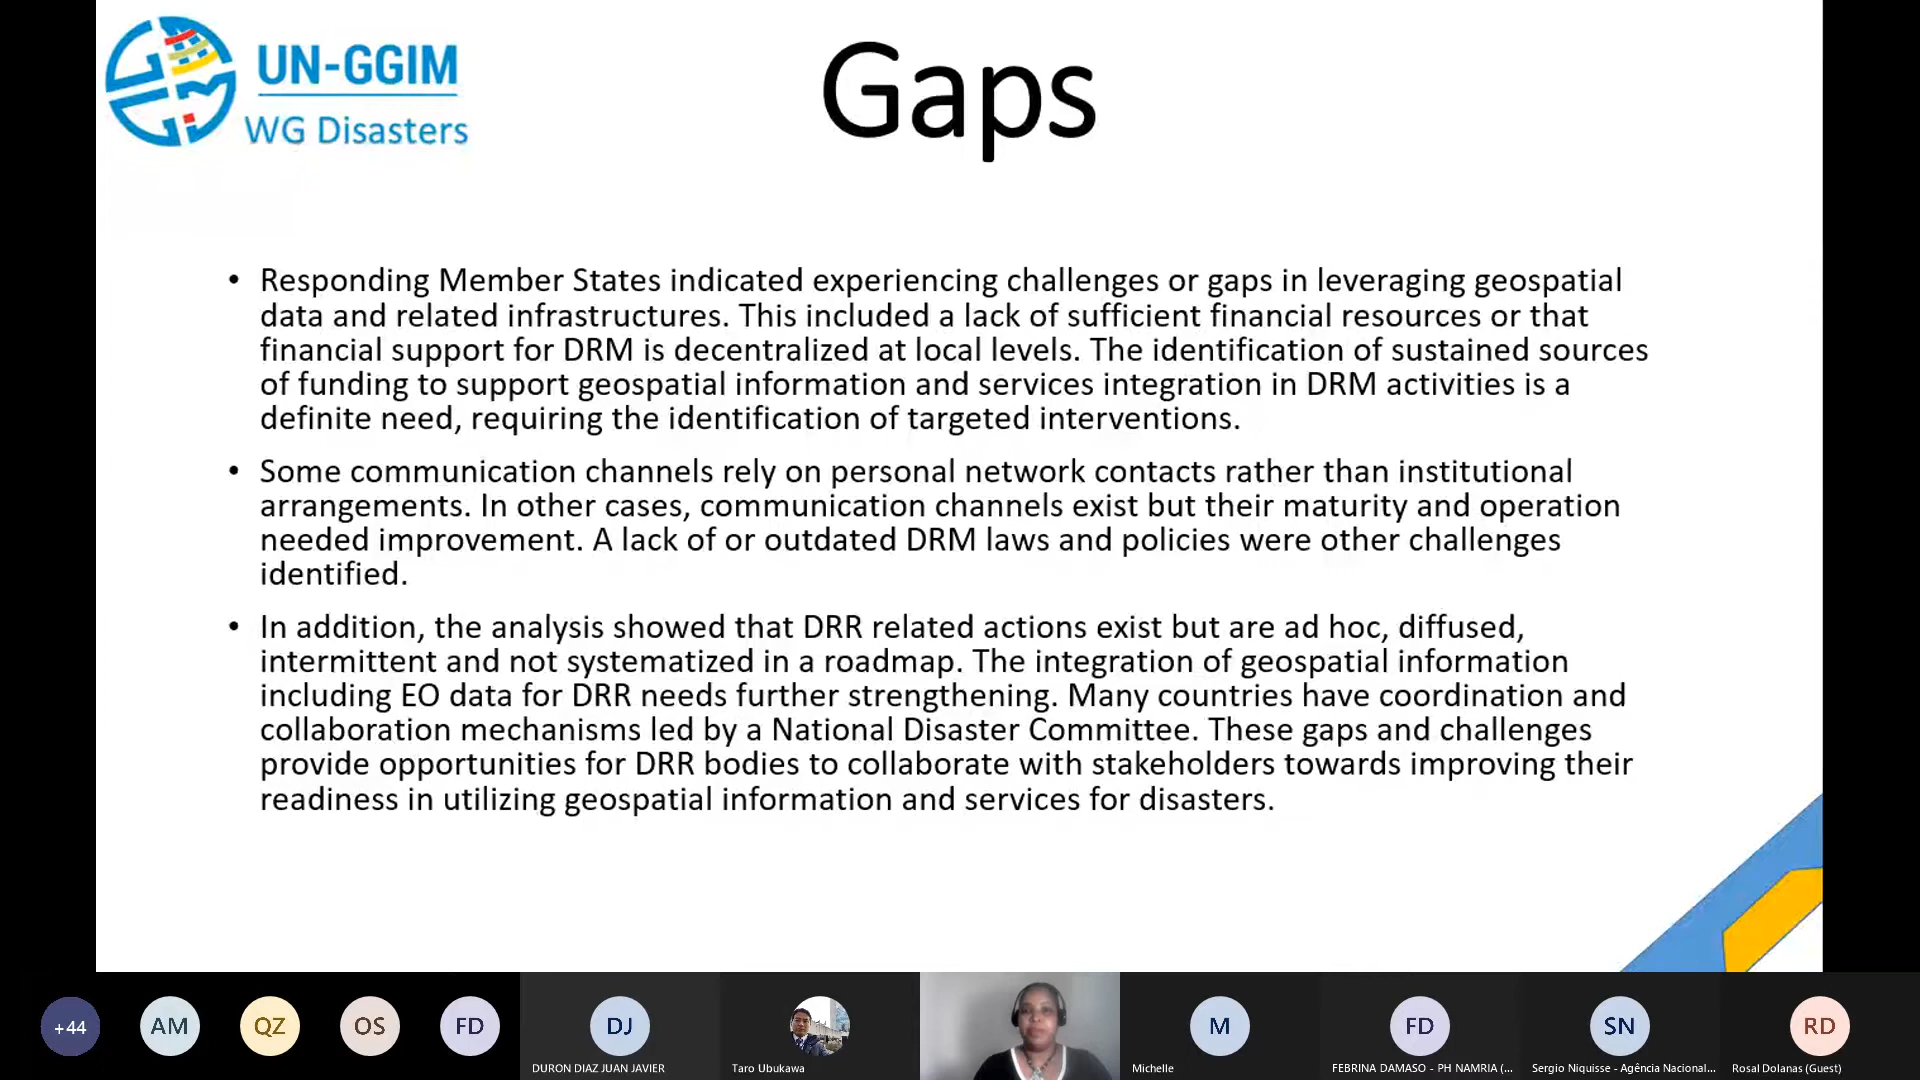 UN-GGIM
WG Disasters
Gaps
• Responding Member States indicated experiencing challenges or gaps in leveraging geospatial
data and related infrastructures. This included a lack of sufficient financial resources or that
financial support for DRM is decentralized at local levels. The identification of sustained sources
of funding to support geospatial information and services integration in DRM activities is a
definite need, requiring the identification of targeted interventions.
• Some communication channels rely on personal network contacts rather than institutional
arrangements. In other cases, communication channels exist but their maturity and operation
needed improvement. A lack of or outdated DRM laws and policies were other challenges
identified.
• In addition, the analysis showed that DRR related actions exist but are ad hoc, diffused,
intermittent and not systematized in a roadmap. The integration of geospatial information
including EO data for DRR needs further strengthening. Many countries have coordination and
collaboration mechanisms led by a National Disaster Committee. These gaps and challenges
provide opportunities for DRR bodies to collaborate with stakeholders towards improving their
readiness in utilizing geospatial information and services for disasters.
+44
AM
QZ
OS
FD
DJ
DURON DIAZ JUAN JAVIER
Taro Ubukawa
M
Michelle
FD
FEBRINA DAMASO - PH NAMRIA (...
SN
Sergio Niquisse - Agência Nacional...
RD
Rosal Dolanas (Guest)